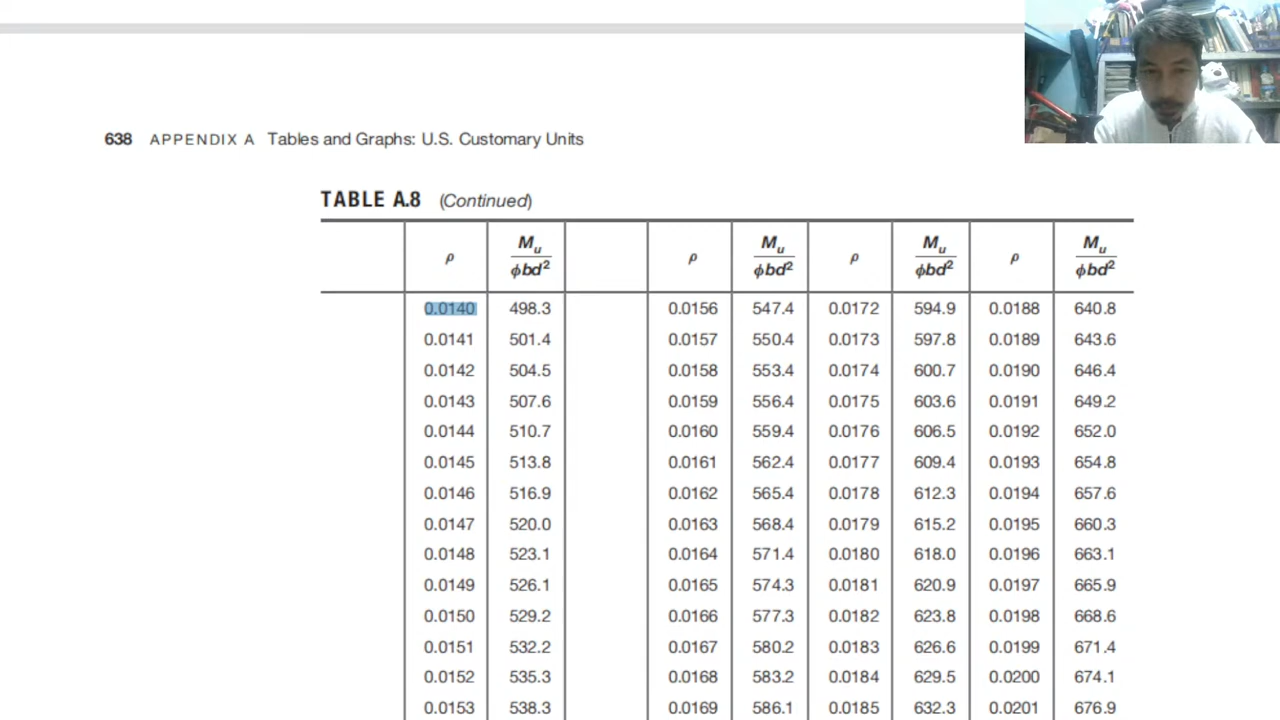 638 APPENDIX A Tables and Graphs: U.S. Customary Units
TABLE A.8 (Continued)
ρ Mu/ϕbd² ρ Mu/ϕbd² ρ Mu/ϕbd² ρ Mu/ϕbd²
0.0140 498.3 0.0156 547.4 0.0172 594.9 0.0188 640.8
0.0141 501.4 0.0157 550.4 0.0173 597.8 0.0189 643.6
0.0142 504.5 0.0158 553.4 0.0174 600.7 0.0190 646.4
0.0143 507.6 0.0159 556.4 0.0175 603.6 0.0191 649.2
0.0144 510.7 0.0160 559.4 0.0176 606.5 0.0192 652.0
0.0145 513.8 0.0161 562.4 0.0177 609.4 0.0193 654.8
0.0146 516.9 0.0162 565.4 0.0178 612.3 0.0194 657.6
0.0147 520.0 0.0163 568.4 0.0179 615.2 0.0195 660.3
0.0148 523.1 0.0164 571.4 0.0180 618.0 0.0196 663.1
0.0149 526.1 0.0165 574.3 0.0181 620.9 0.0197 665.9
0.0150 529.2 0.0166 577.3 0.0182 623.8 0.0198 668.6
0.0151 532.2 0.0167 580.2 0.0183 626.6 0.0199 671.4
0.0152 535.3 0.0168 583.2 0.0184 629.5 0.0200 674.1
0.0153 538.3 0.0169 586.1 0.0185 632.3 0.0201 676.9